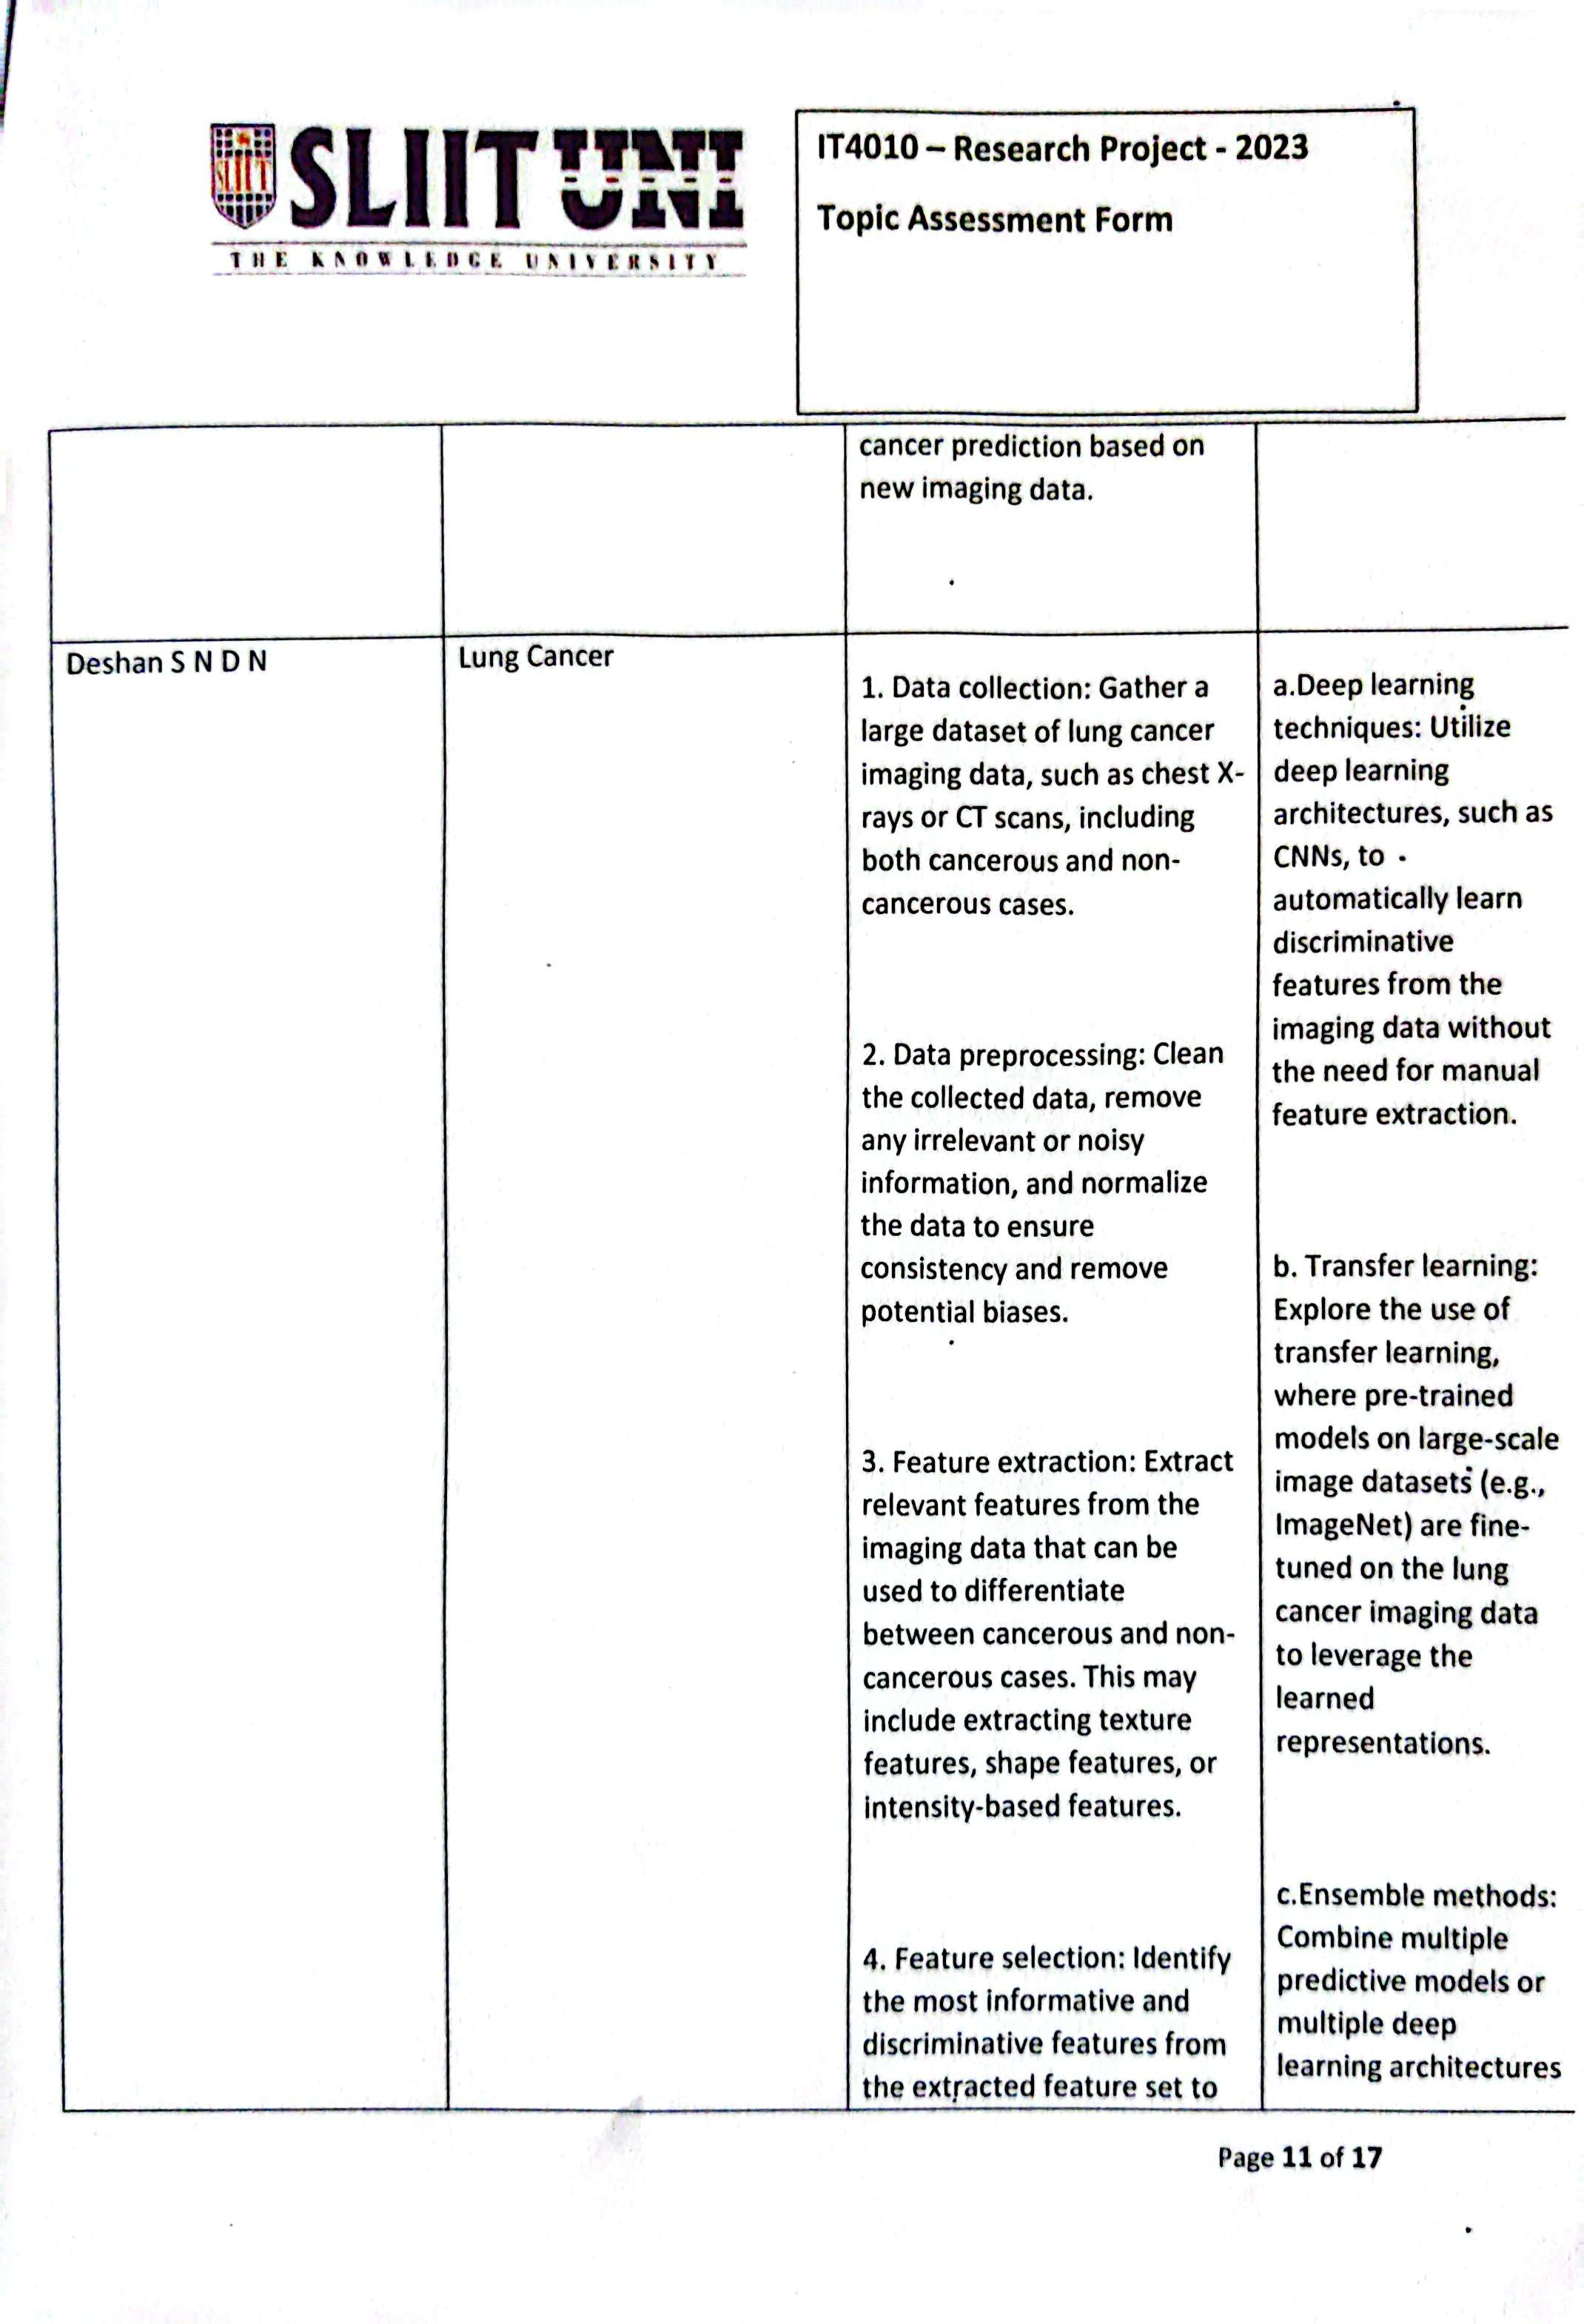 SLIIT
SLIIT UNI
THE KNOWLEDGE UNIVERSITY
IT4010 – Research Project - 2023
Topic Assessment Form
cancer prediction based on
new imaging data.
Deshan S N D N
Lung Cancer
1. Data collection: Gather a
large dataset of lung cancer
imaging data, such as chest X-
rays or CT scans, including
both cancerous and non-
cancerous cases.
2. Data preprocessing: Clean
the collected data, remove
any irrelevant or noisy
information, and normalize
the data to ensure
consistency and remove
potential biases.
3. Feature extraction: Extract
relevant features from the
imaging data that can be
used to differentiate
between cancerous and non-
cancerous cases. This may
include extracting texture
features, shape features, or
intensity-based features.
4. Feature selection: Identify
the most informative and
discriminative features from
the extracted feature set to
a.Deep learning
techniques: Utilize
deep learning
architectures, such as
CNNs, to
automatically learn
discriminative
features from the
imaging data without
the need for manual
feature extraction.
b. Transfer learning:
Explore the use of
transfer learning,
where pre-trained
models on large-scale
image datasets (e.g.,
ImageNet) are fine-
tuned on the lung
cancer imaging data
to leverage the
learned
representations.
c.Ensemble methods:
Combine multiple
predictive models or
multiple deep
learning architectures
Page 11 of 17